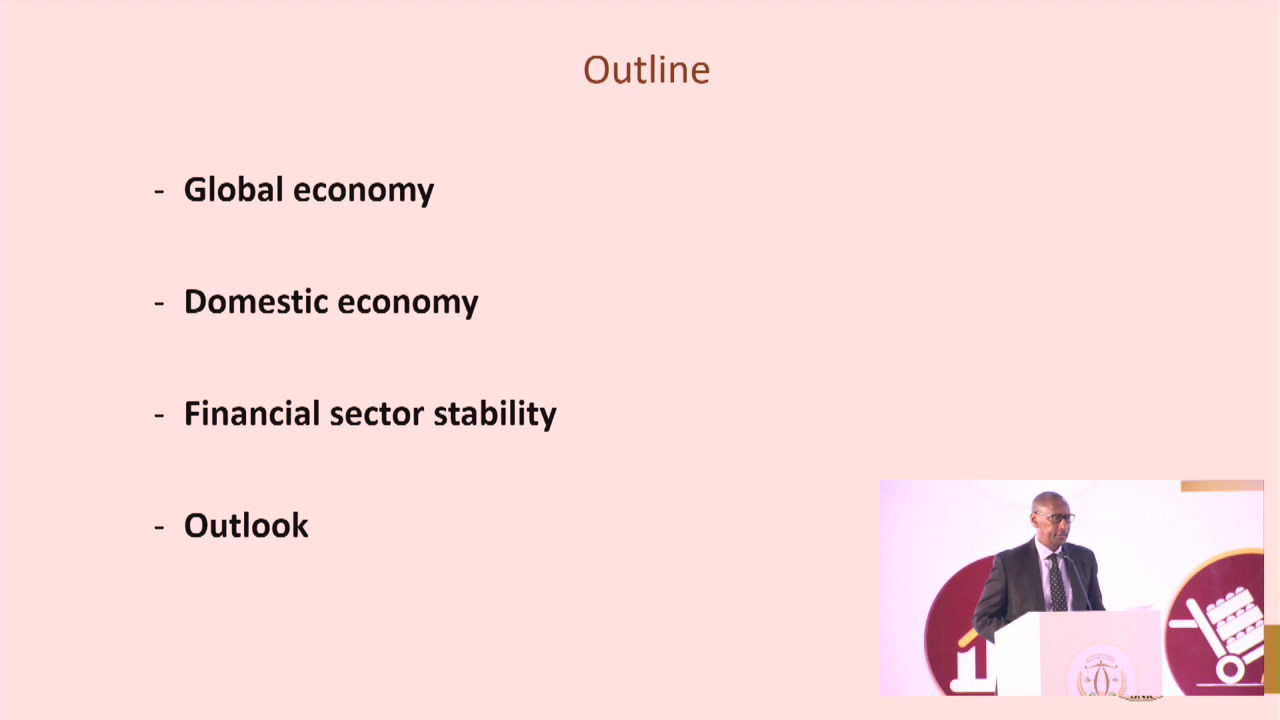 Outline
- Global economy
- Domestic economy
- Financial sector stability
- Outlook